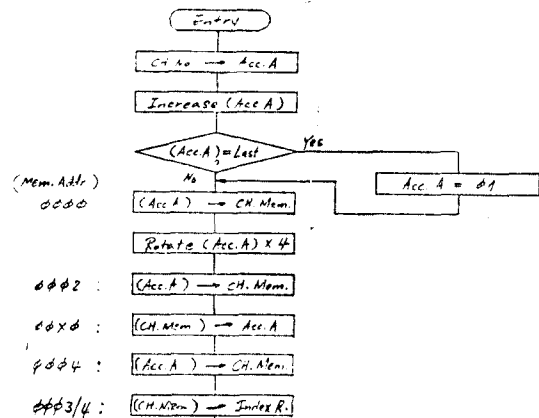 Entry
CH No → Acc.A
Increase (Acc A)
(Acc.A) = Last
Yes
No
Acc. A = φ1
(Mem. Addr)
φφφφ
(Acc A) → CH. Mem.
Rotate (Acc. A) × 4
φφφ2 :
(Acc.A) → CH. Mem.
φφ×φ :
(CH. Mem) → Acc. A
φφφ4 :
(Acc. A) → CH. Mem.
φφφ3/4 :
(CH. Mem) → Index R.